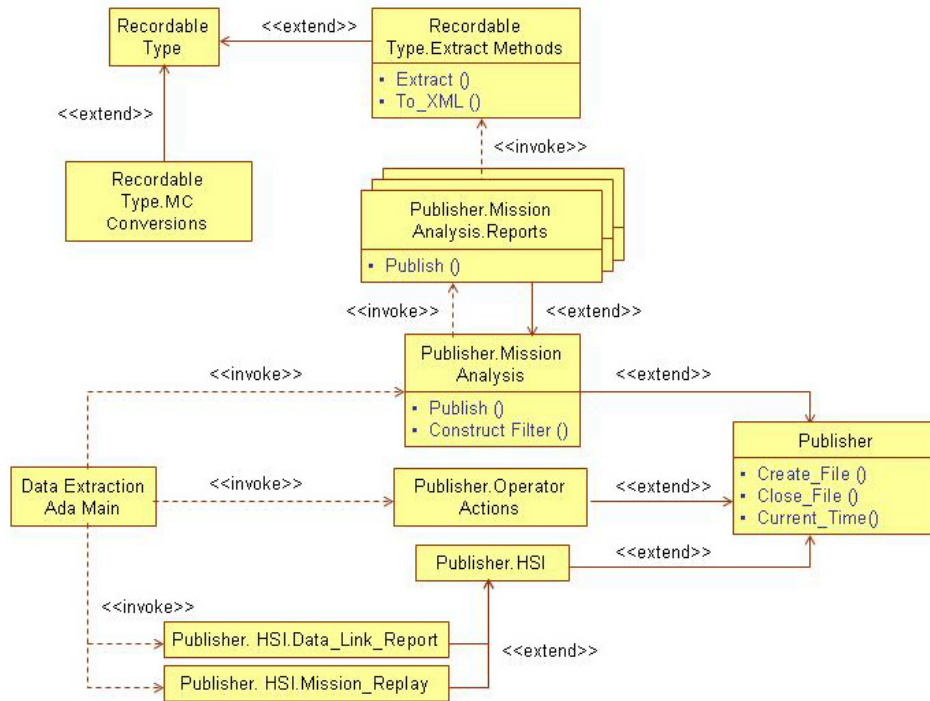 Recordable
Type
<<extend>>
Recordable
Type.Extract Methods
▪ Extract ()
▪ To_XML ()
<<extend>>
<<invoke>>
Recordable
Type.MC
Conversions
Publisher.Mission
Analysis.Reports
▪ Publish ()
<<invoke>>
<<extend>>
Publisher.Mission
Analysis
▪ Publish ()
▪ Construct Filter ()
<<invoke>>
<<extend>>
Publisher
▪ Create_File ()
▪ Close_File ()
▪ Current_Time()
Data Extraction
Ada Main
<<invoke>>
Publisher.Operator
Actions
<<extend>>
Publisher.HSI
<<extend>>
<<invoke>>
Publisher. HSI.Data_Link_Report
<<extend>>
Publisher. HSI.Mission_Replay